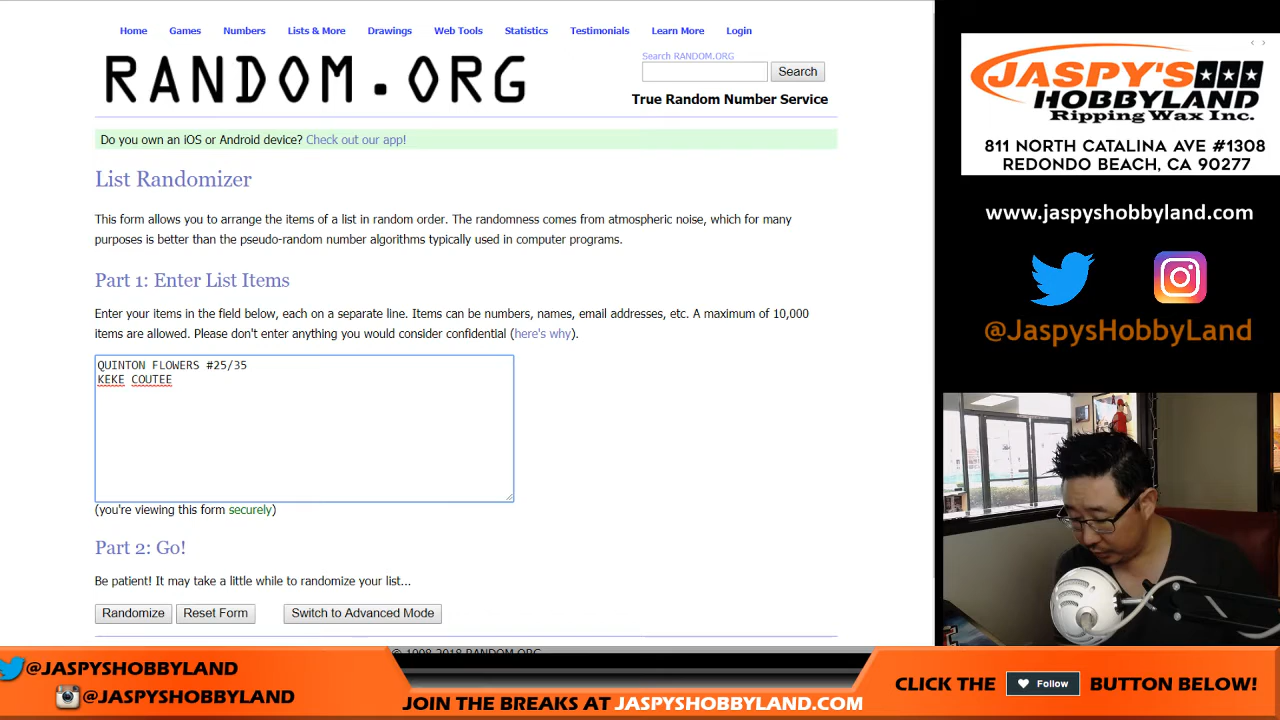 Home Games Numbers Lists & More Drawings Web Tools Statistics Testimonials Learn More Login
RANDOM.ORG
Search RANDOM.ORG
Search
True Random Number Service
Do you own an iOS or Android device? Check out our app!
List Randomizer
This form allows you to arrange the items of a list in random order. The randomness comes from atmospheric noise, which for many
purposes is better than the pseudo-random number algorithms typically used in computer programs.
Part 1: Enter List Items
Enter your items in the field below, each on a separate line. Items can be numbers, names, email addresses, etc. A maximum of 10,000
items are allowed. Please don't enter anything you would consider confidential (here's why).
QUINTON FLOWERS #25/35
KEKE COUTEE
(you're viewing this form securely)
Part 2: Go!
Be patient! It may take a little while to randomize your list...
Randomize Reset Form Switch to Advanced Mode
© 1998-2018 RANDOM.ORG
JASPY'S
HOBBYLAND
Ripping Wax Inc.
811 NORTH CATALINA AVE #1308
REDONDO BEACH, CA 90277
www.jaspyshobbyland.com
@JaspysHobbyLand
@JASPYSHOBBYLAND
@JASPYSHOBBYLAND
JOIN THE BREAKS AT JASPYSHOBBYLAND.COM
CLICK THE Follow BUTTON BELOW!